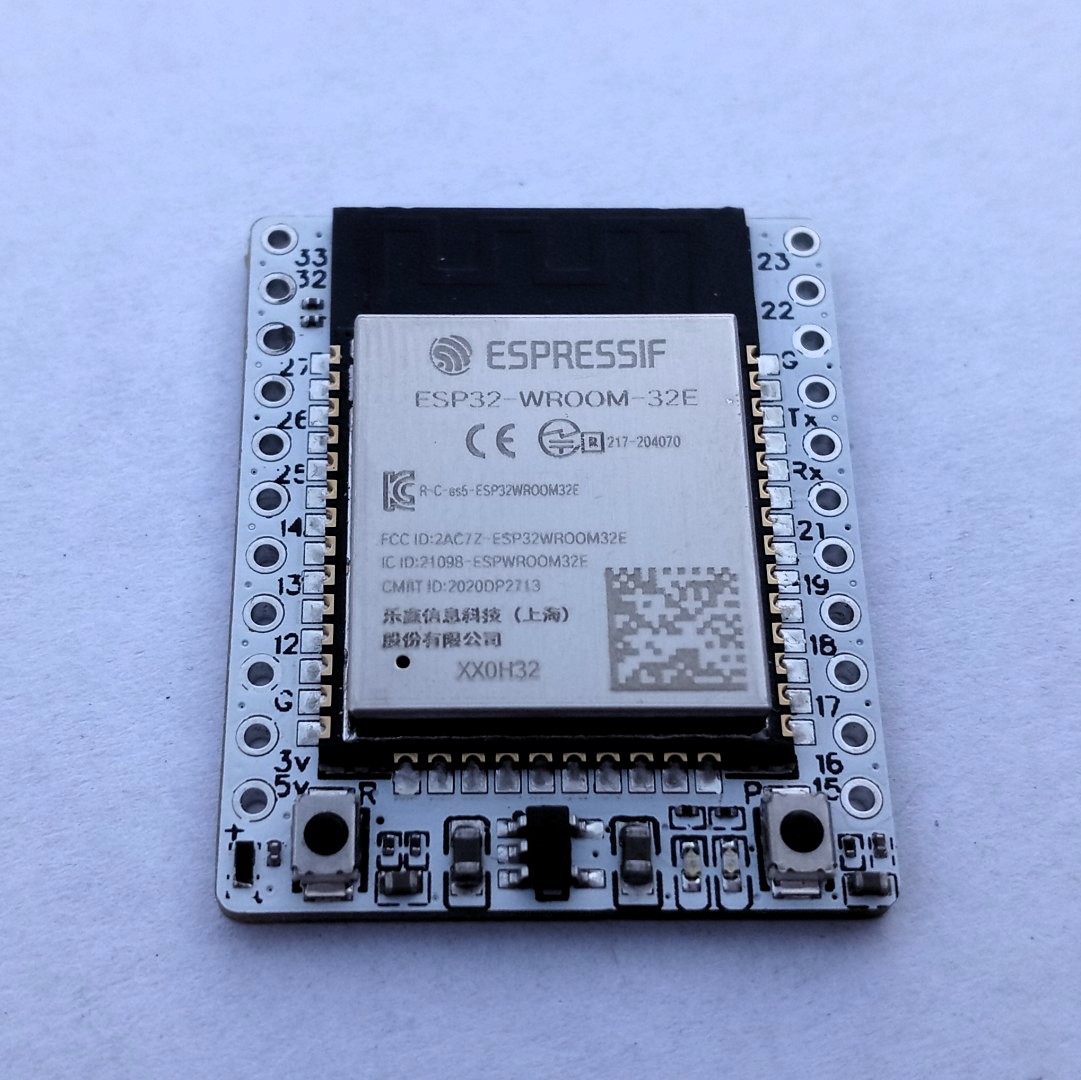 33
32
27
26
25
14
13
12
G
3v
5v
R
+
ESPRESSIF
ESP32-WROOM-32E
CE R 217-204070
R-C-es5-ESP32WROOM32E
FCC ID:2AC7Z-ESP32WROOM32E
IC ID:21098-ESPWROOM32E
CMIIT ID:2020DP2713
乐鑫信息科技（上海）
股份有限公司
XX0H32
23
22
G
Tx
Rx
21
19
18
17
16
15
P